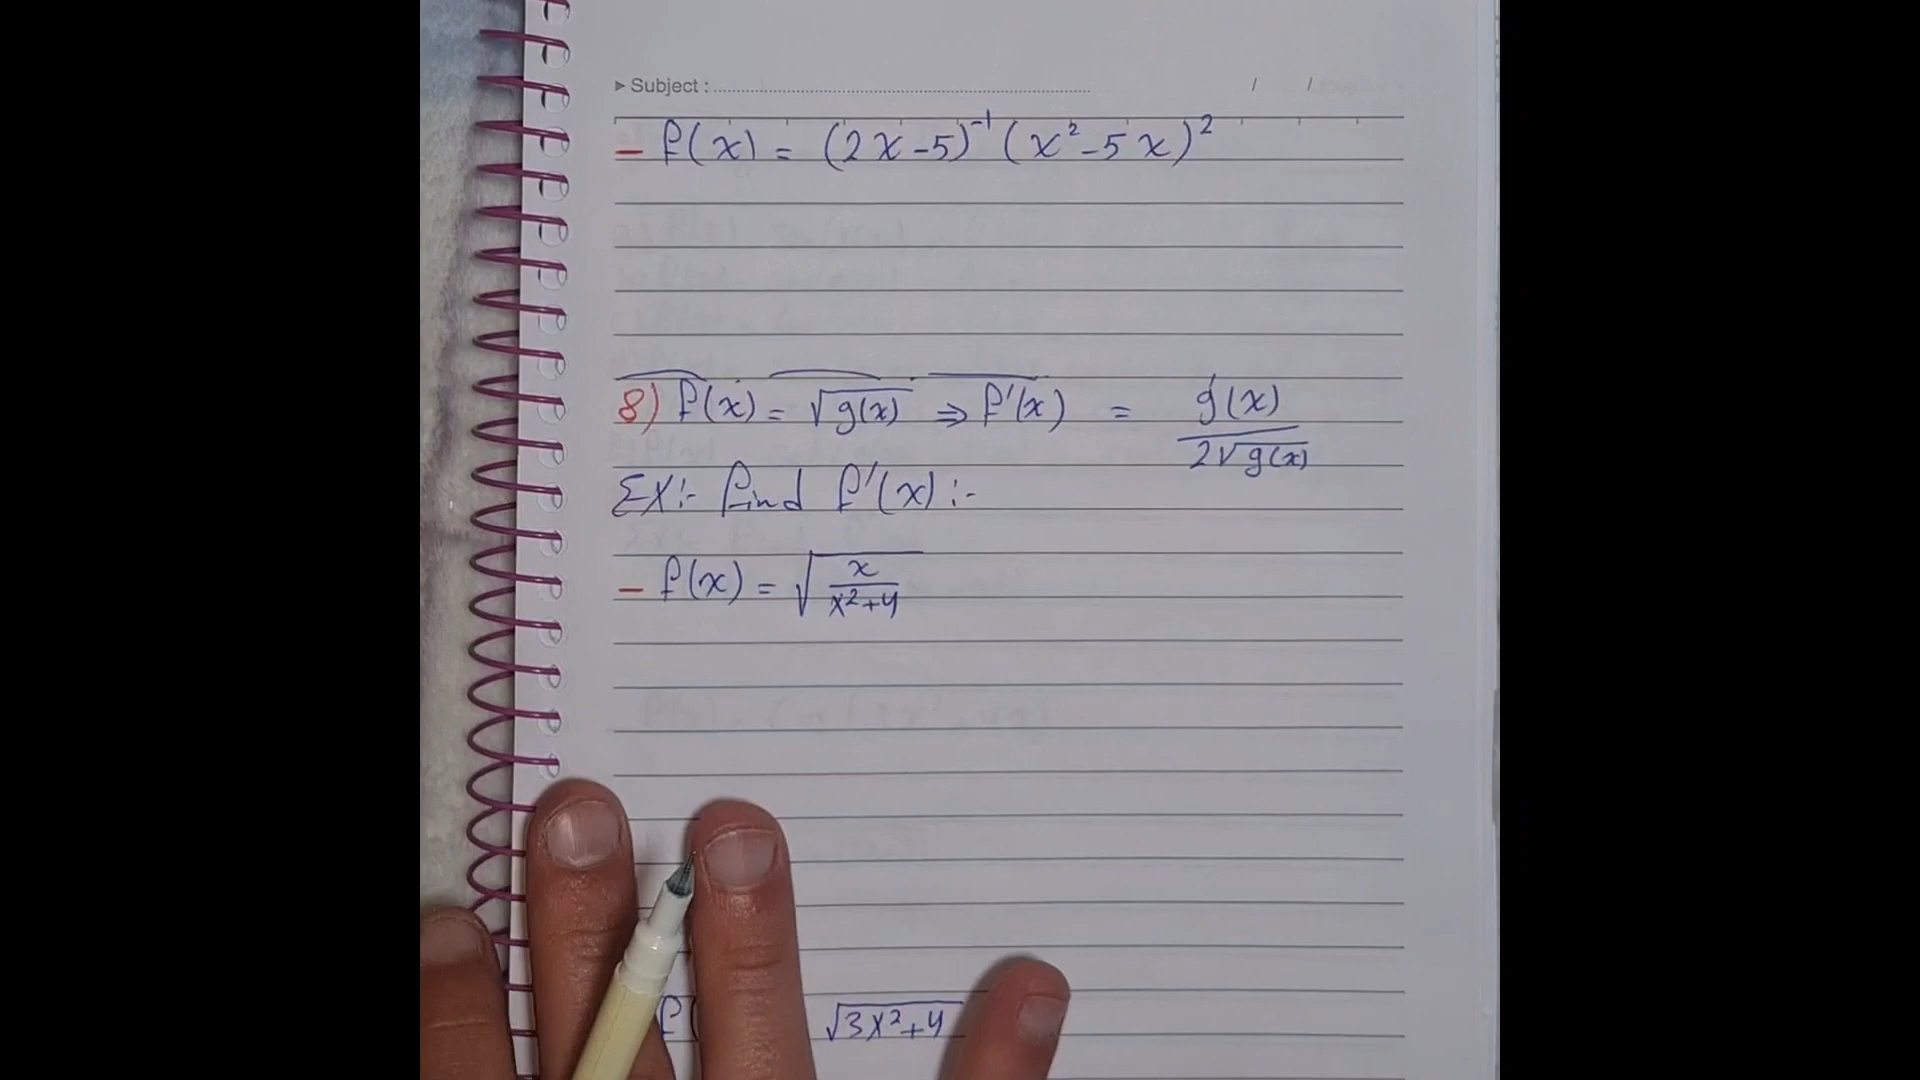 ▸ Subject : / /
- f(x) = (2x-5)⁻¹ (x²-5x)²
8) f(x) = √g(x) ⇒ f'(x) = g'(x) / 2√g(x)
EX:- find f'(x) :-
- f(x) = √(x / x²+4)
f( √3x²+4